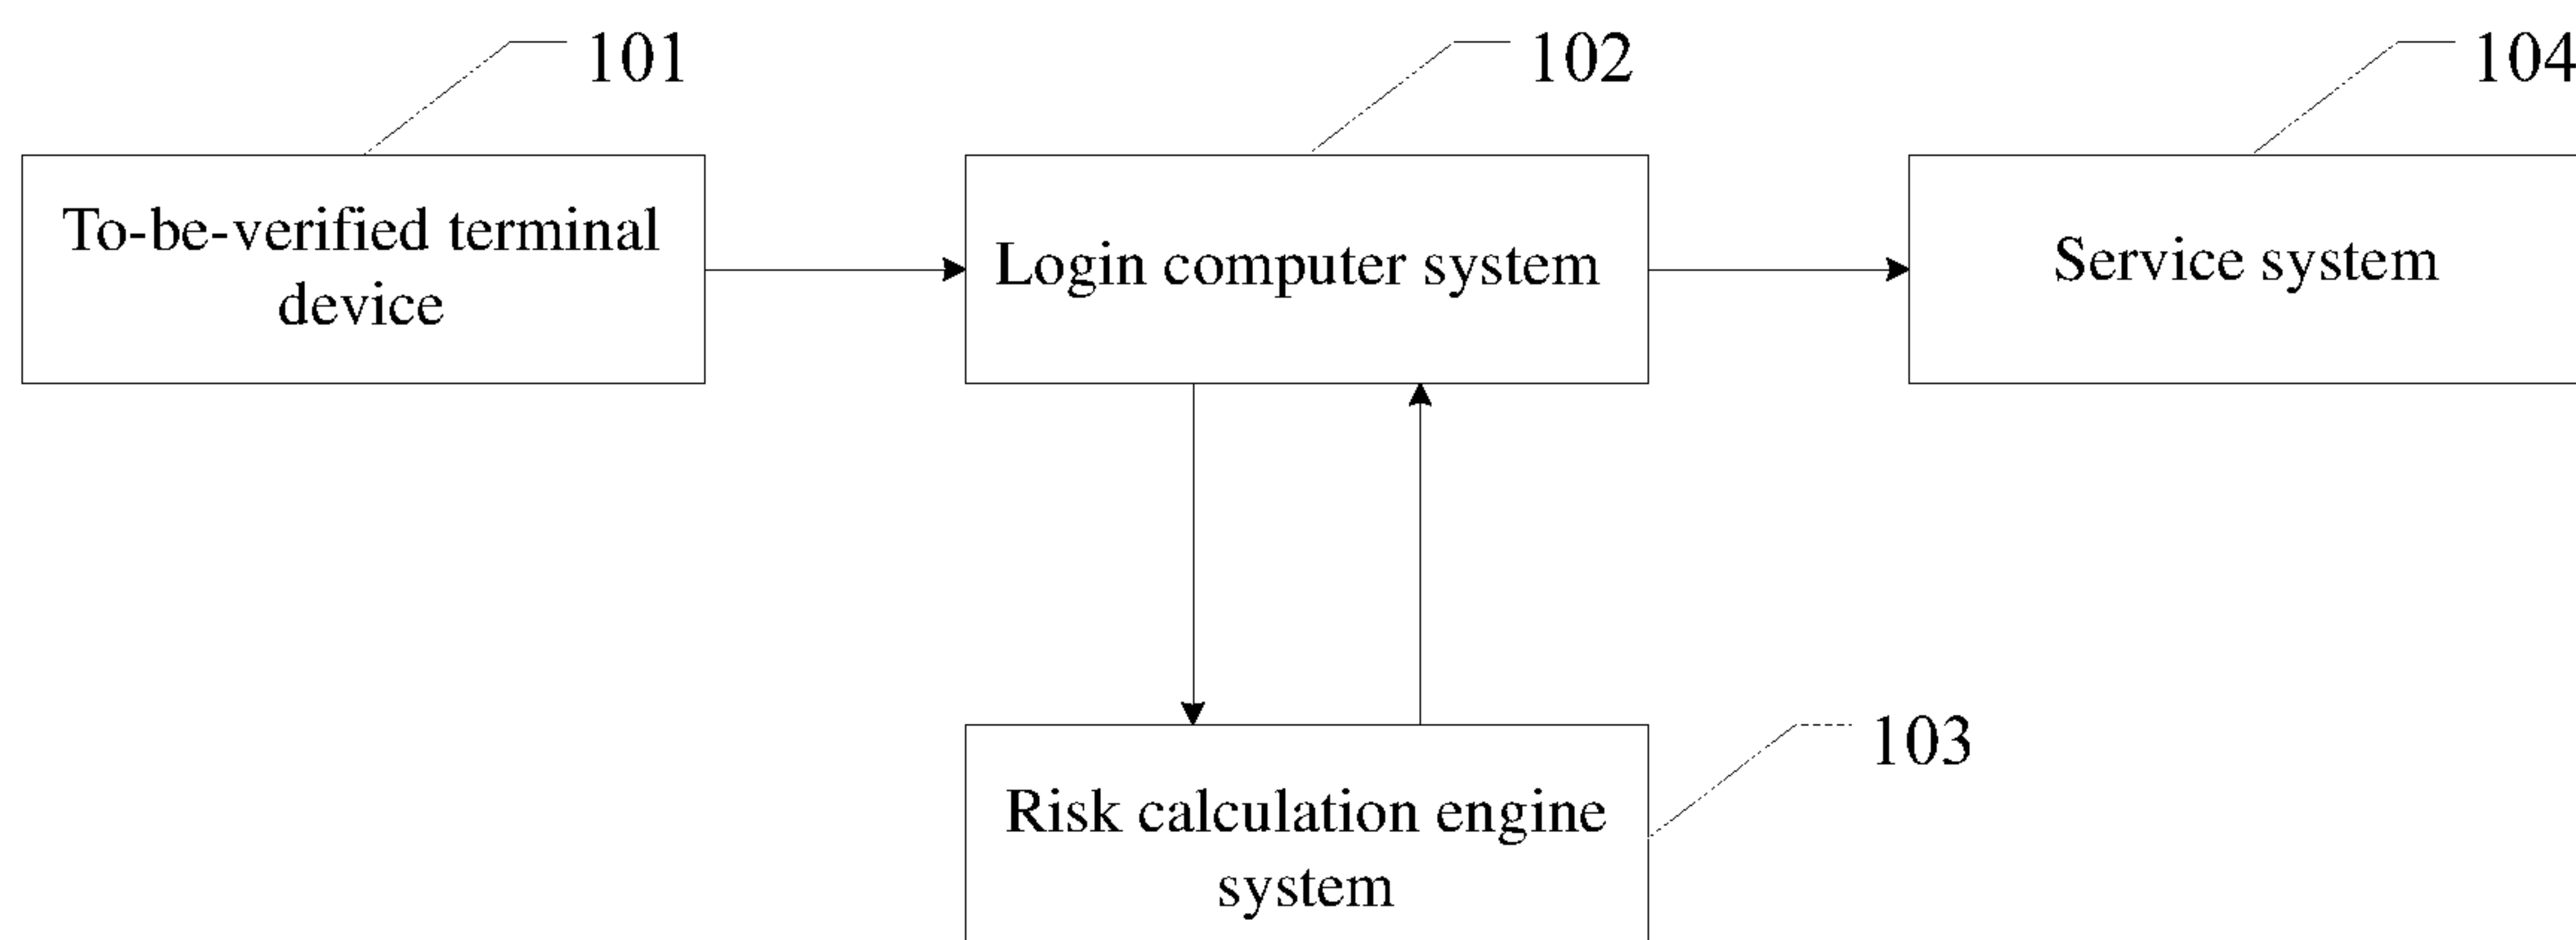 101
102
104
To-be-verified terminal
device
Login computer system
Service system
103
Risk calculation engine
system